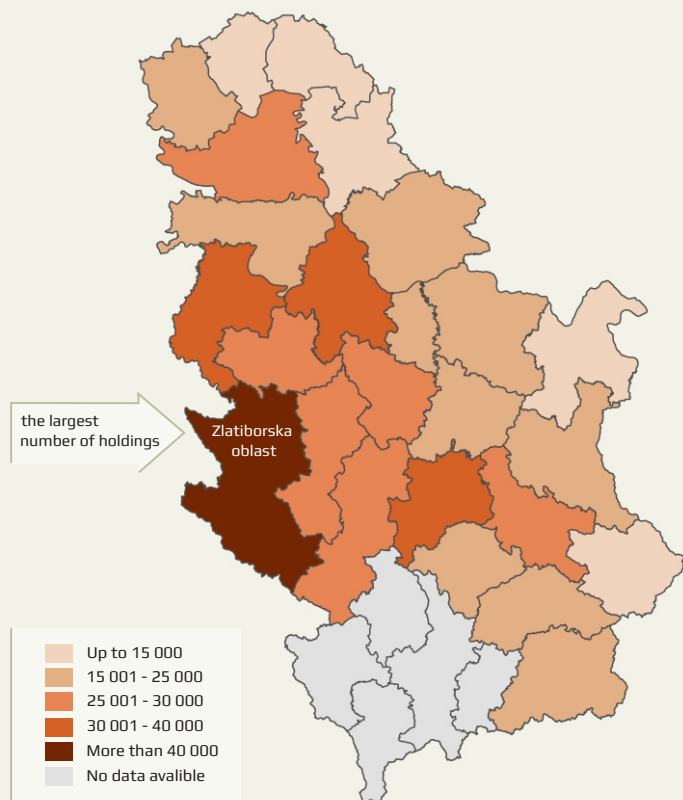 the largest
number of holdings
Zlatiborska
oblast
Up to 15 000
15 001 - 25 000
25 001 - 30 000
30 001 - 40 000
More than 40 000
No data avalible